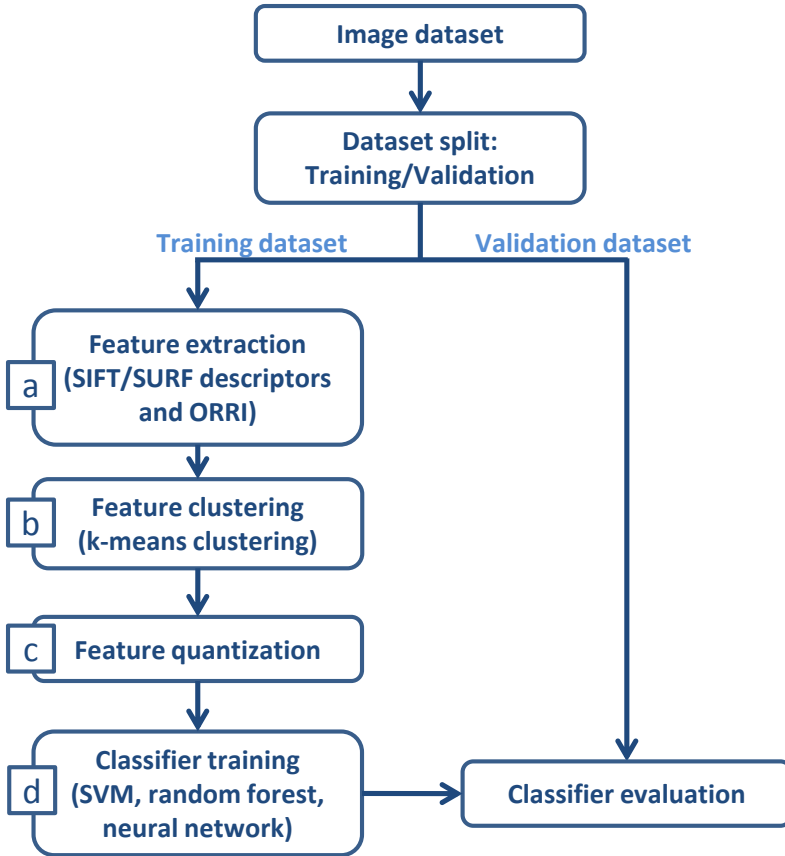 Image dataset
Dataset split:
Training/Validation
Training dataset
Validation dataset
a
Feature extraction
(SIFT/SURF descriptors
and ORRI)
b
Feature clustering
(k-means clustering)
c
Feature quantization
d
Classifier training
(SVM, random forest,
neural network)
Classifier evaluation